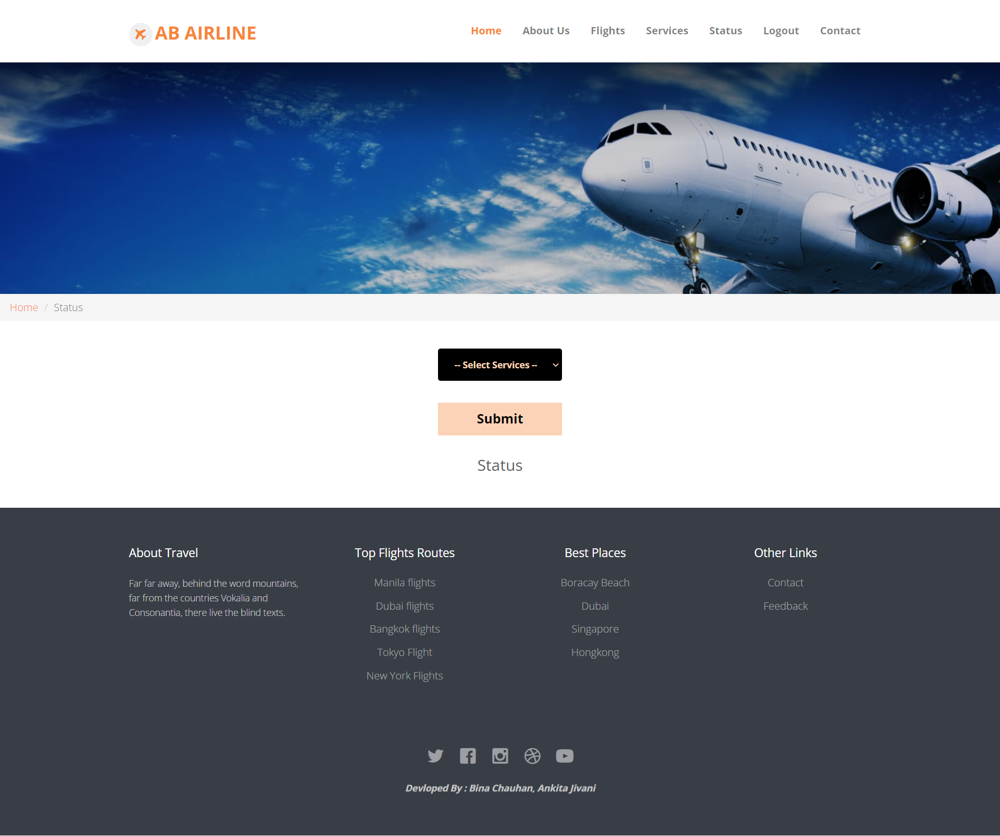 AB AIRLINE
Home About Us Flights Services Status Logout Contact
Home / Status
-- Select Services --
Submit
Status
About Travel
Far far away, behind the word mountains,
far from the countries Vokalia and
Consonantia, there live the blind texts.
Top Flights Routes
Manila flights
Dubai flights
Bangkok flights
Tokyo Flight
New York Flights
Best Places
Boracay Beach
Dubai
Singapore
Hongkong
Other Links
Contact
Feedback
Devloped By : Bina Chauhan, Ankita Jivani